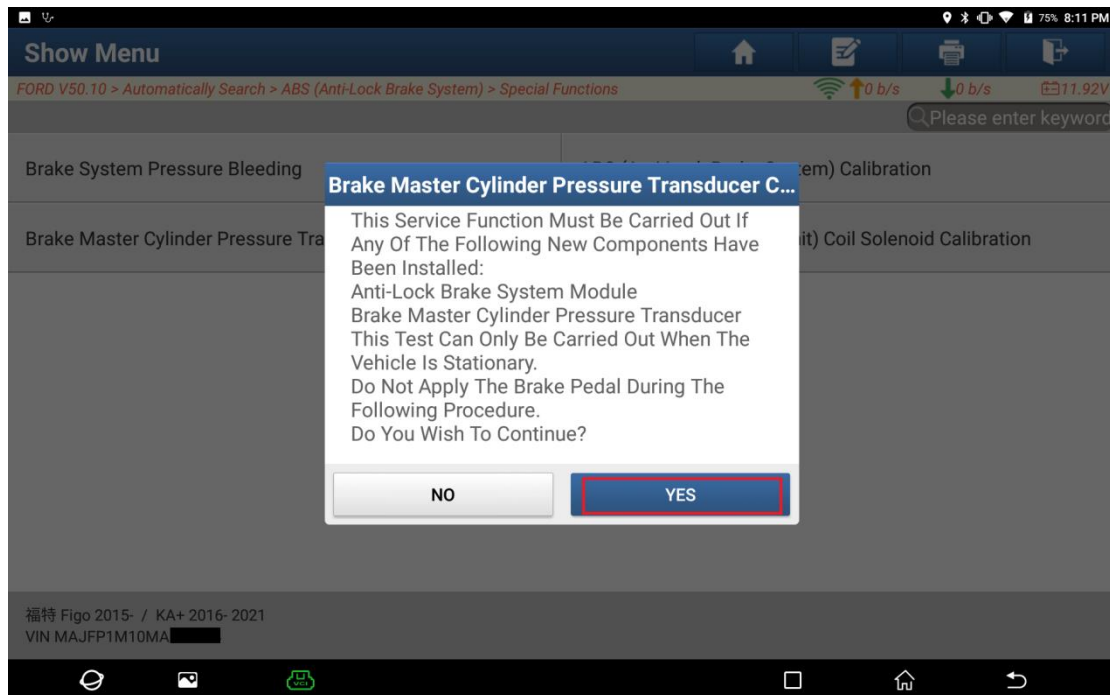 75% 8:11 PM
Show Menu
FORD V50.10 > Automatically Search > ABS (Anti-Lock Brake System) > Special Functions
0 b/s
0 b/s
11.92V
Please enter keyword
Brake System Pressure Bleeding
em) Calibration
Brake Master Cylinder Pressure Tra
it) Coil Solenoid Calibration
Brake Master Cylinder Pressure Transducer C...
This Service Function Must Be Carried Out If
Any Of The Following New Components Have
Been Installed:
Anti-Lock Brake System Module
Brake Master Cylinder Pressure Transducer
This Test Can Only Be Carried Out When The
Vehicle Is Stationary.
Do Not Apply The Brake Pedal During The
Following Procedure.
Do You Wish To Continue?
NO
YES
福特 Figo 2015- / KA+ 2016- 2021
VIN MAJFP1M10MA
VCI